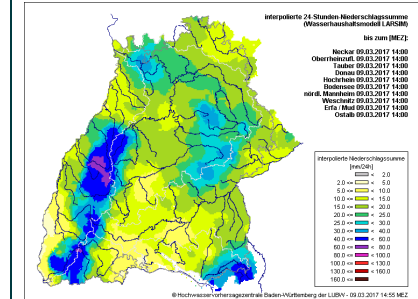 interpolierte 24-Stunden-Niederschlagssumme
(Wasserhaushaltsmodell LARSIM)
bis zum [MEZ]:
Neckar 09.03.2017 14:00
Oberrheinzufl. 09.03.2017 14:00
Tauber 09.03.2017 14:00
Donau 09.03.2017 14:00
Hochrhein 09.03.2017 14:00
Bodensee 09.03.2017 14:00
nördl. Mannheim 09.03.2017 14:00
Weschnitz 09.03.2017 14:00
Erfa / Mud 09.03.2017 14:00
Ostalb 09.03.2017 14:00
interpolierte Niederschlagssumme
[mm/24h]
< 2.0
2.0 <= < 5.0
5.0 <= < 10.0
10.0 <= < 15.0
15.0 <= < 20.0
20.0 <= < 25.0
25.0 <= < 30.0
30.0 <= < 40.0
40.0 <= < 60.0
60.0 <= < 80.0
80.0 <= < 100.0
100.0 <= < 130.0
130.0 <= < 160.0
160.0 <=
© Hochwasservorhersagezentrale Baden-Württemberg der LUBW - 09.03.2017 14:55 MEZ